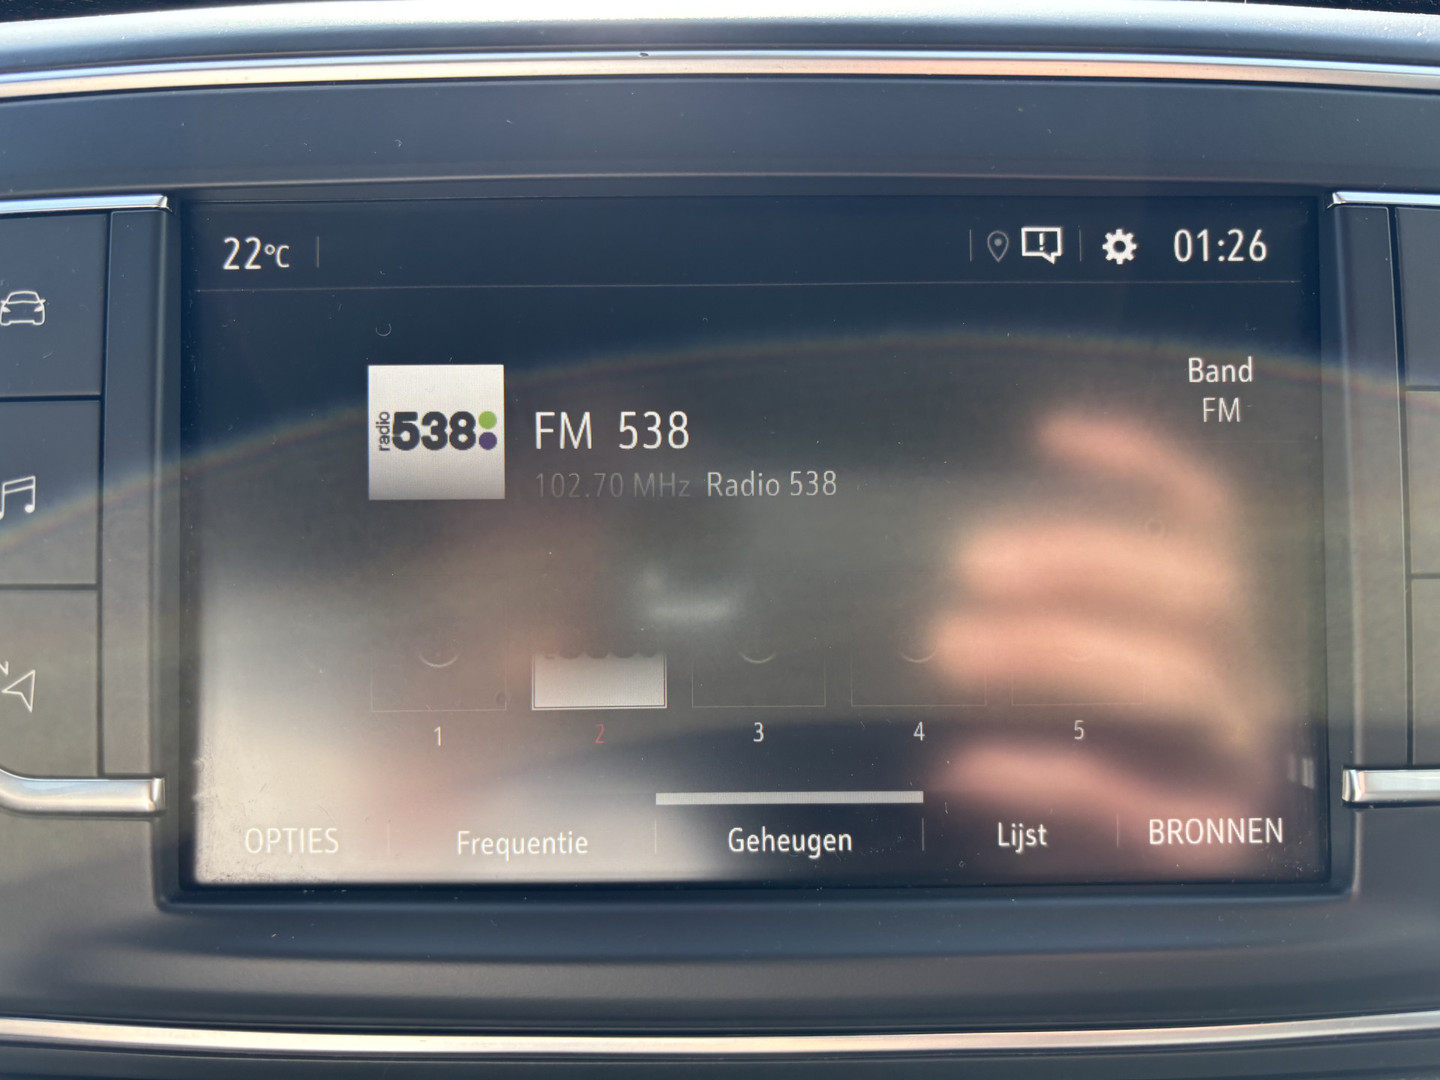 22°C
01:26
Band
FM
radio 538
FM 538
102.70 MHz Radio 538
1 2 3 4 5
OPTIES Frequentie Geheugen Lijst BRONNEN
N